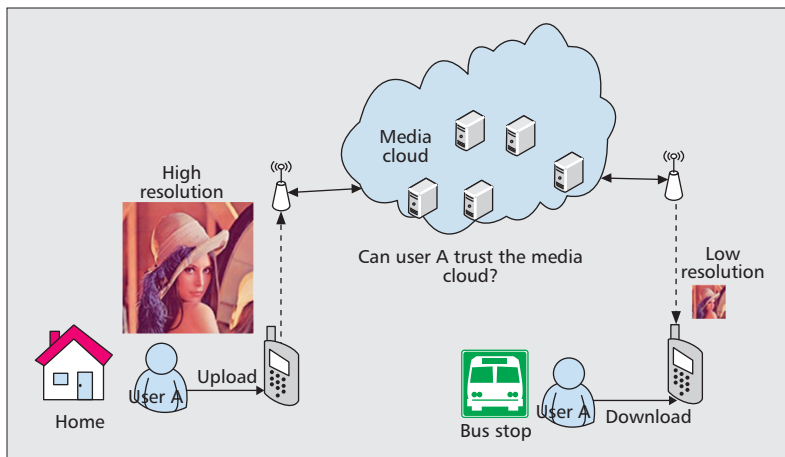 Media
cloud
High
resolution
Can user A trust the media
cloud?
Low
resolution
Upload
User A
Home
User A
Download
Bus stop